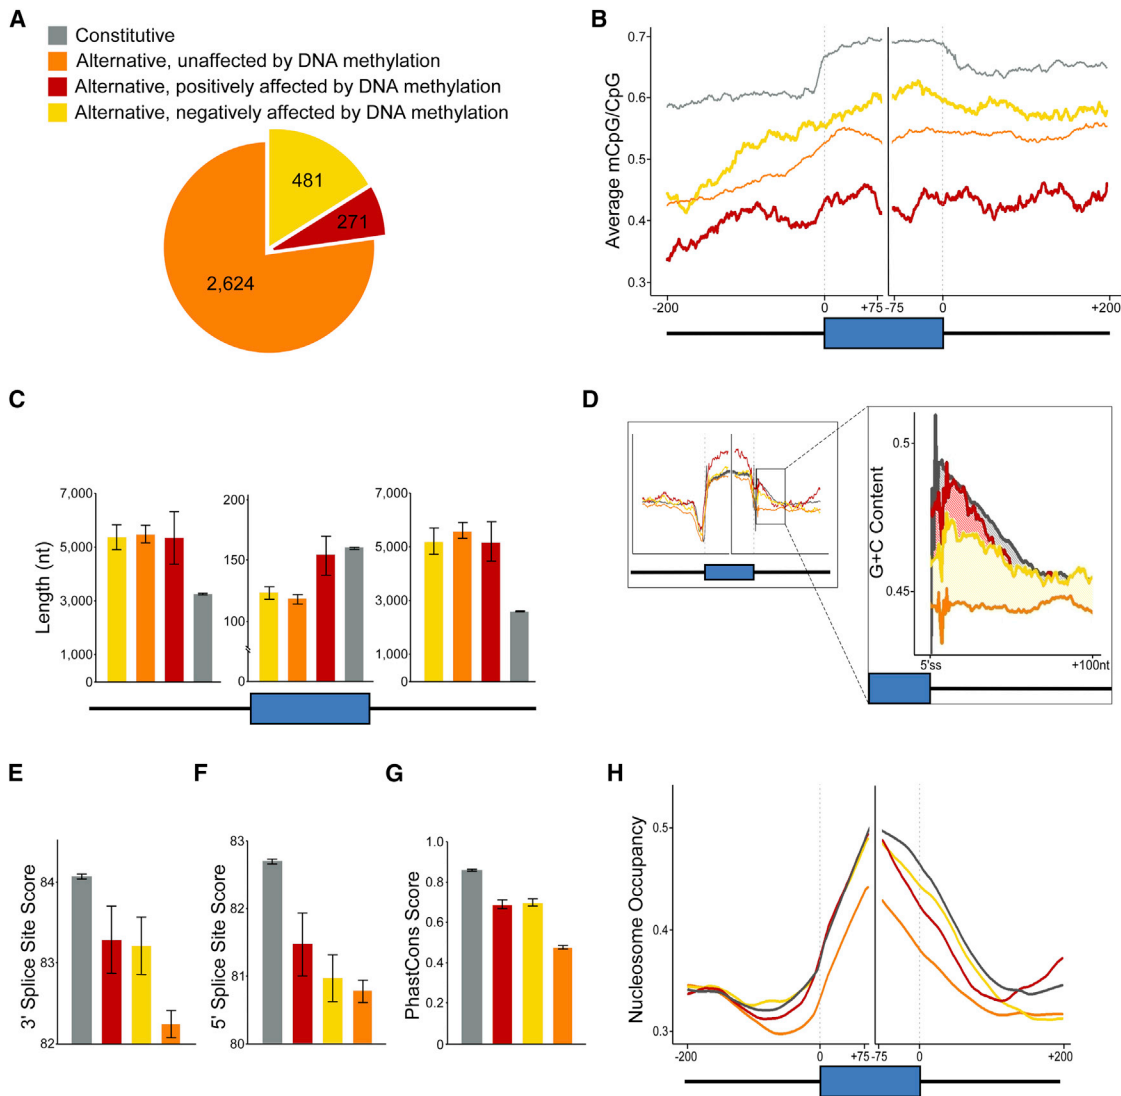 A
Constitutive
Alternative, unaffected by DNA methylation
Alternative, positively affected by DNA methylation
Alternative, negatively affected by DNA methylation
481
271
2,624
B
Average mCpG/CpG
0.7
0.6
0.5
0.4
0.3
-200
0
+75
-75
0
+200
C
Length (nt)
7,000
5,000
3,000
1,000
0
200
150
100
0
7,000
5,000
3,000
1,000
0
D
G+C Content
0.5
0.45
5'ss
+100nt
E
3' Splice Site Score
84
83
82
F
5' Splice Site Score
83
82
81
80
G
PhastCons Score
1.0
0.8
0.6
0.4
0.2
0
H
Nucleosome Occupancy
0.5
0.4
0.3
-200
0
+75
-75
0
+200